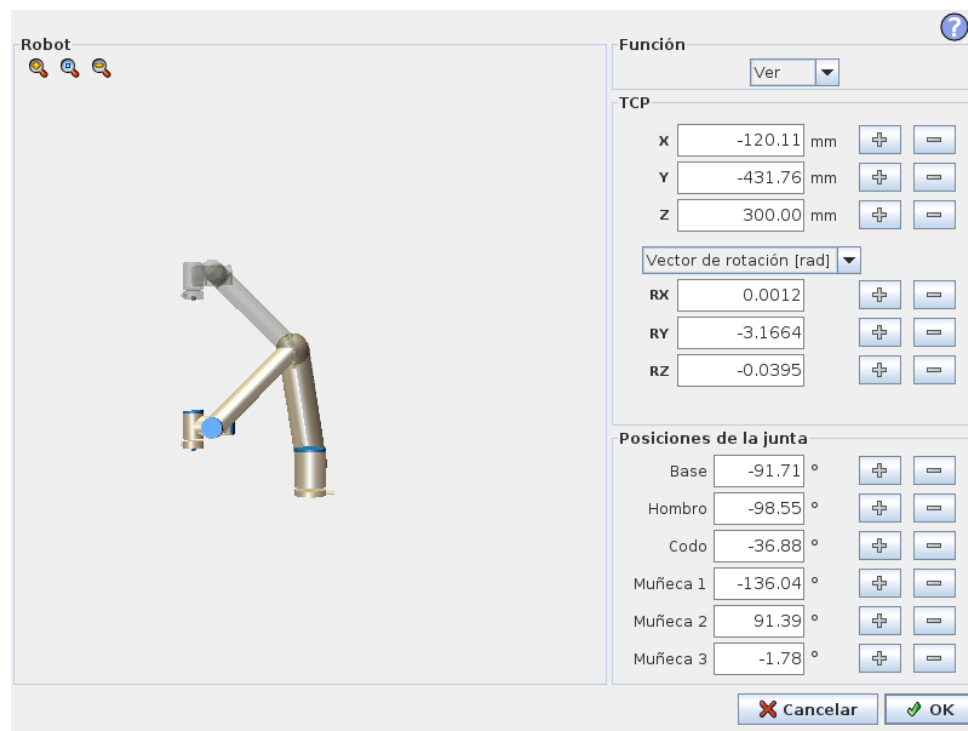 ?
Robot
Función
Ver
TCP
X -120.11 mm
Y -431.76 mm
Z 300.00 mm
Vector de rotación [rad]
RX 0.0012
RY -3.1664
RZ -0.0395
Posiciones de la junta
Base -91.71 º
Hombro -98.55 º
Codo -36.88 º
Muñeca 1 -136.04 º
Muñeca 2 91.39 º
Muñeca 3 -1.78 º
Cancelar
OK